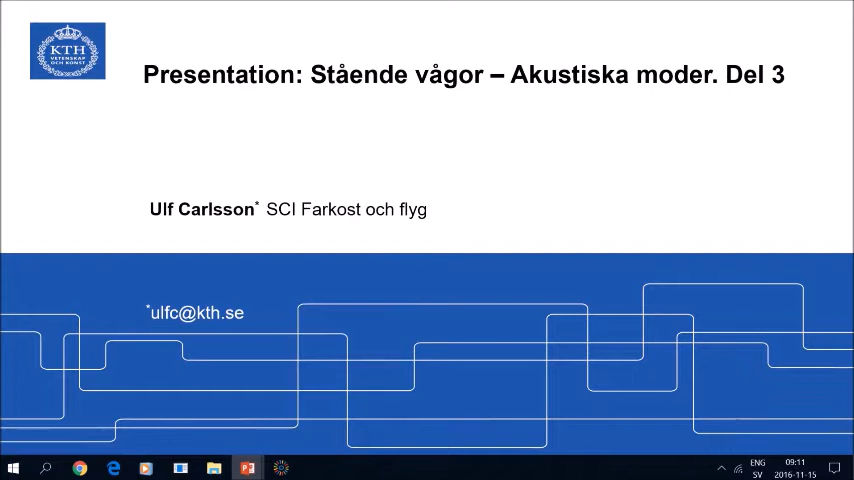 KTH
VETENSKAP
OCH KONST
Presentation: Stående vågor – Akustiska moder. Del 3
Ulf Carlsson* SCI Farkost och flyg
*ulfc@kth.se
ENG
SV
09:11
2016-11-15